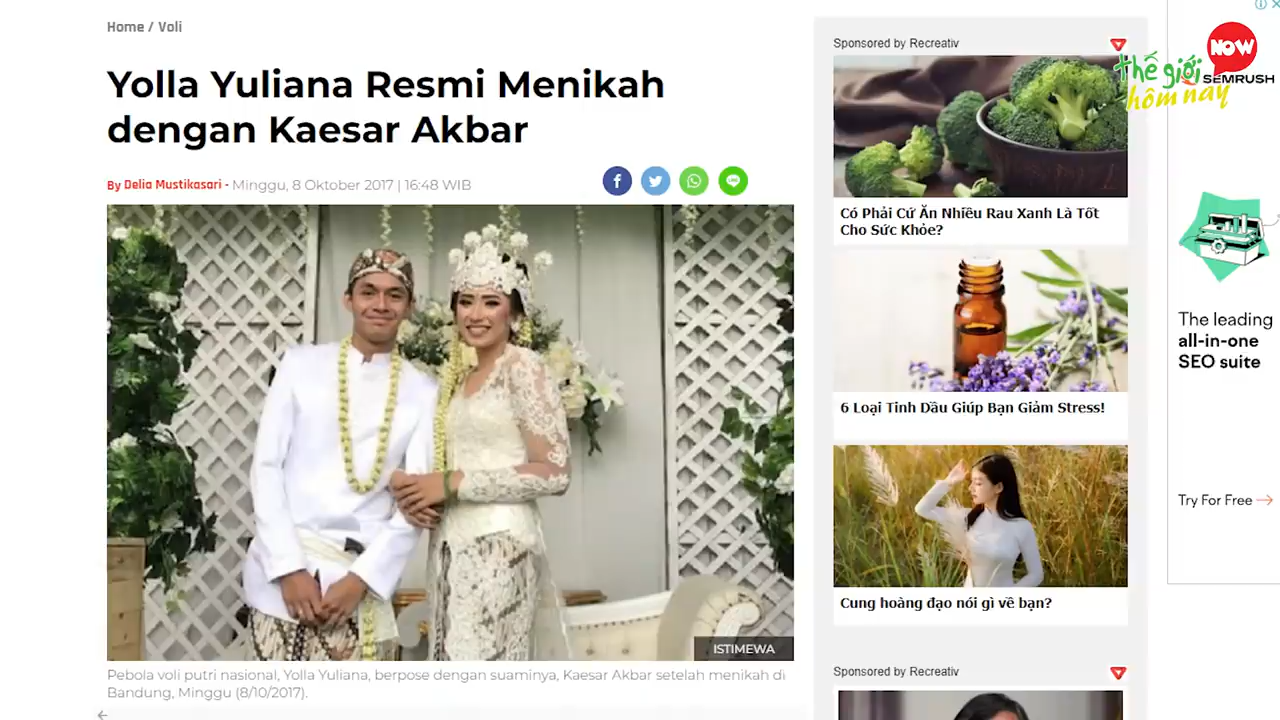 Home / Voli
Yolla Yuliana Resmi Menikah
dengan Kaesar Akbar
By Delia Mustikasari - Minggu, 8 Oktober 2017 | 16:48 WIB
ISTIMEWA
Pebola voli putri nasional, Yolla Yuliana, berpose dengan suaminya, Kaesar Akbar setelah menikah di
Bandung, Minggu (8/10/2017).
Sponsored by Recreativ
Có Phải Cứ Ăn Nhiều Rau Xanh Là Tốt
Cho Sức Khỏe?
6 Loại Tinh Dầu Giúp Bạn Giảm Stress!
Cung hoàng đạo nói gì về bạn?
Sponsored by Recreativ
NOW
thế giới
hôm nay
SEMRUSH
The leading
all-in-one
SEO suite
Try For Free